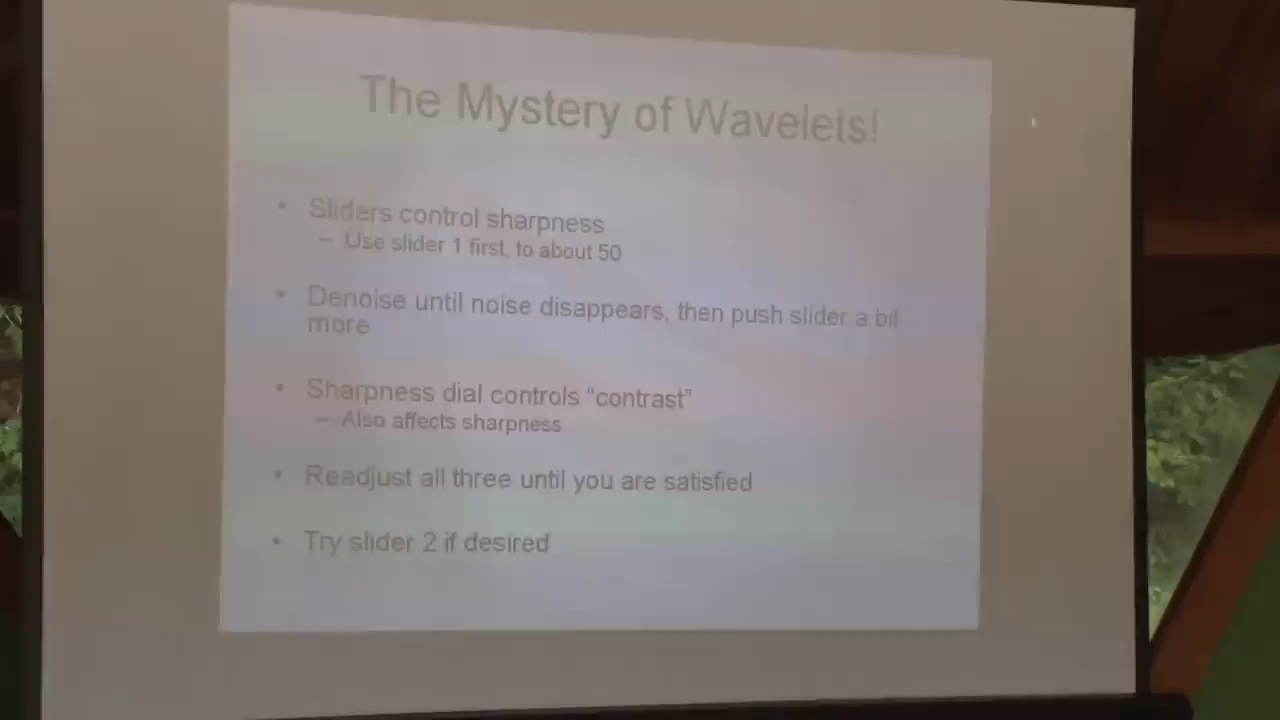 The Mystery of Wavelets!
• Sliders control sharpness
– Use slider 1 first, to about 50
• Denoise until noise disappears, then push slider a bit
more
• Sharpness dial controls “contrast”
– Also affects sharpness
• Readjust all three until you are satisfied
• Try slider 2 if desired